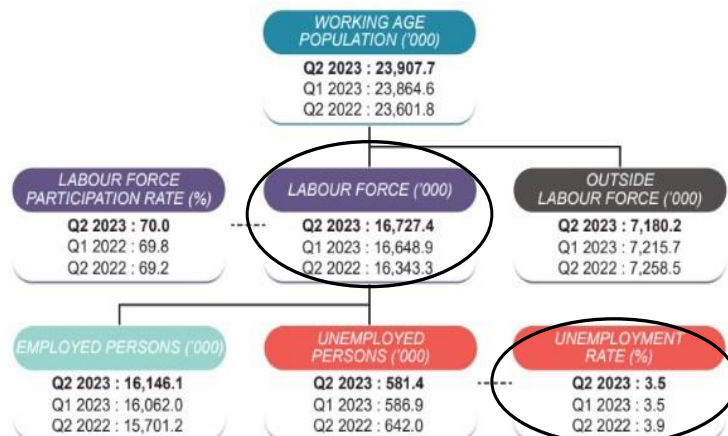 WORKING AGE
POPULATION ('000)
Q2 2023 : 23,907.7
Q1 2023 : 23,864.6
Q2 2022 : 23,601.8
LABOUR FORCE
PARTICIPATION RATE (%)
Q2 2023 : 70.0
Q1 2022 : 69.8
Q2 2022 : 69.2
LABOUR FORCE ('000)
Q2 2023 : 16,727.4
Q1 2023 : 16,648.9
Q2 2022 : 16,343.3
OUTSIDE
LABOUR FORCE ('000)
Q2 2023 : 7,180.2
Q1 2023 : 7,215.7
Q2 2022 : 7,258.5
EMPLOYED PERSONS ('000)
Q2 2023 : 16,146.1
Q1 2023 : 16,062.0
Q2 2022 : 15,701.2
UNEMPLOYED
PERSONS ('000)
Q2 2023 : 581.4
Q1 2023 : 586.9
Q2 2022 : 642.0
UNEMPLOYMENT
RATE (%)
Q2 2023 : 3.5
Q1 2023 : 3.5
Q2 2022 : 3.9